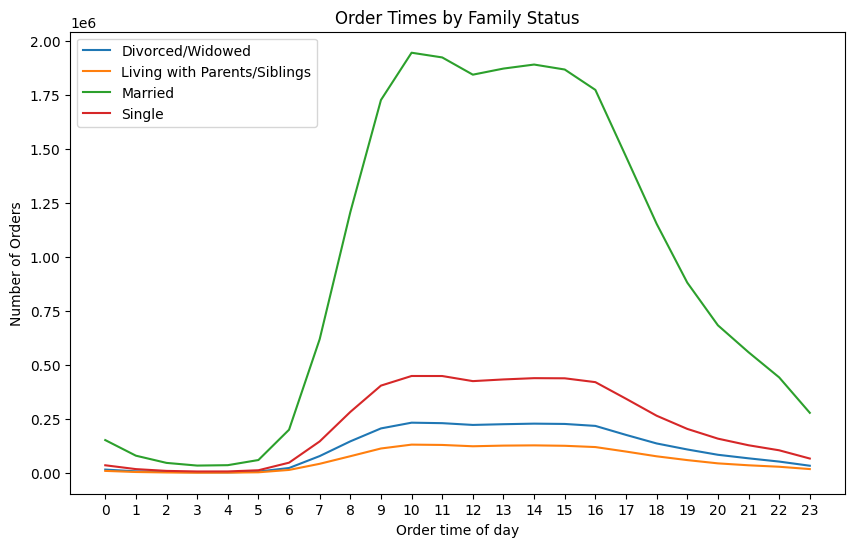 Order Times by Family Status
1e6
Divorced/Widowed
Living with Parents/Siblings
Married
Single
2.00
1.75
1.50
1.25
1.00
0.75
0.50
0.25
0.00
Number of Orders
0 1 2 3 4 5 6 7 8 9 10 11 12 13 14 15 16 17 18 19 20 21 22 23
Order time of day